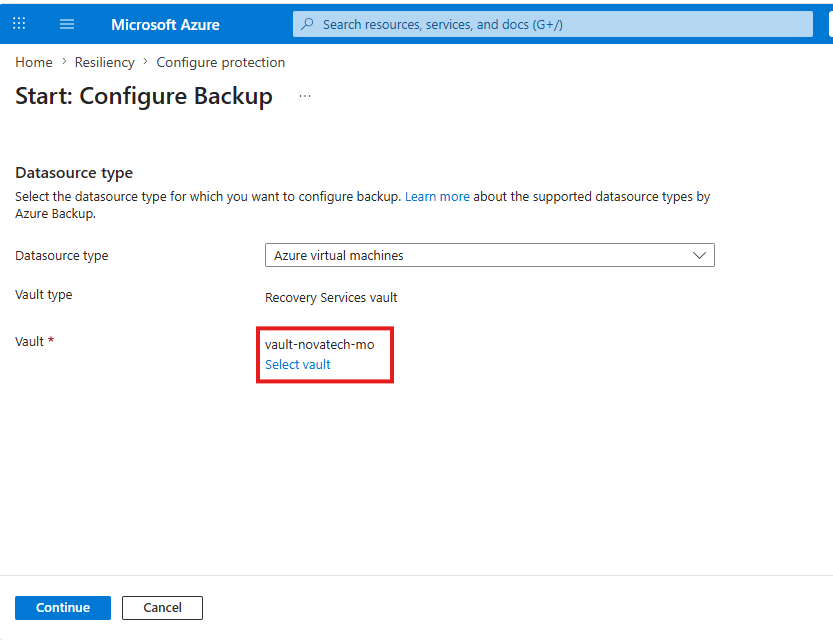 Microsoft Azure
Search resources, services, and docs (G+/)
Home > Resiliency > Configure protection
Start: Configure Backup ...
Datasource type
Select the datasource type for which you want to configure backup. Learn more about the supported datasource types by
Azure Backup.
Datasource type
Azure virtual machines
Vault type
Recovery Services vault
Vault *
vault-novatech-mo
Select vault
Continue
Cancel